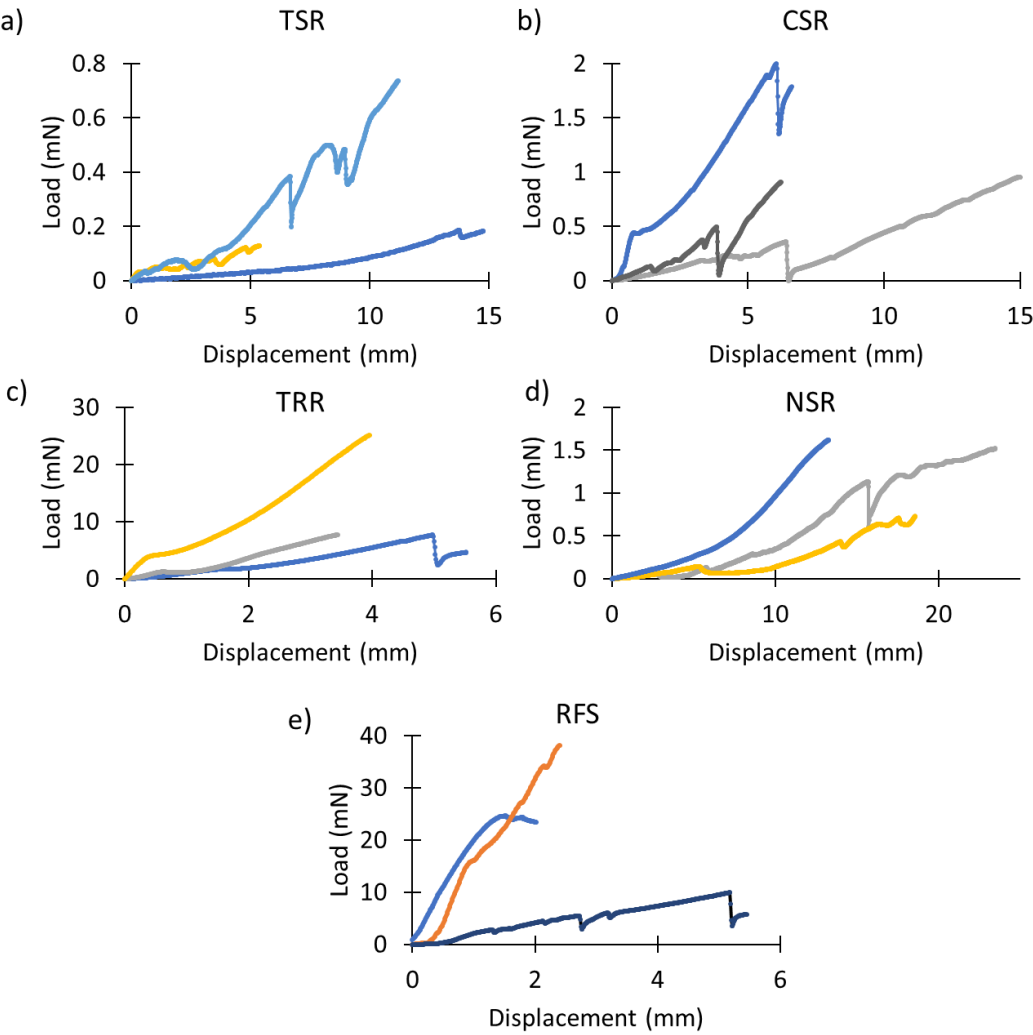 a)
TSR
0.8
0.6
0.4
0.2
0
Load (mN)
0
5
10
15
Displacement (mm)
b)
CSR
2
1.5
1
0.5
0
Load (mN)
0
5
10
15
Displacement (mm)
c)
TRR
30
20
10
0
Load (mN)
0
2
4
6
Displacement (mm)
d)
NSR
2
1.5
1
0.5
0
Load (mN)
0
10
20
Displacement (mm)
e)
RFS
40
30
20
10
0
Load (mN)
0
2
4
6
Displacement (mm)